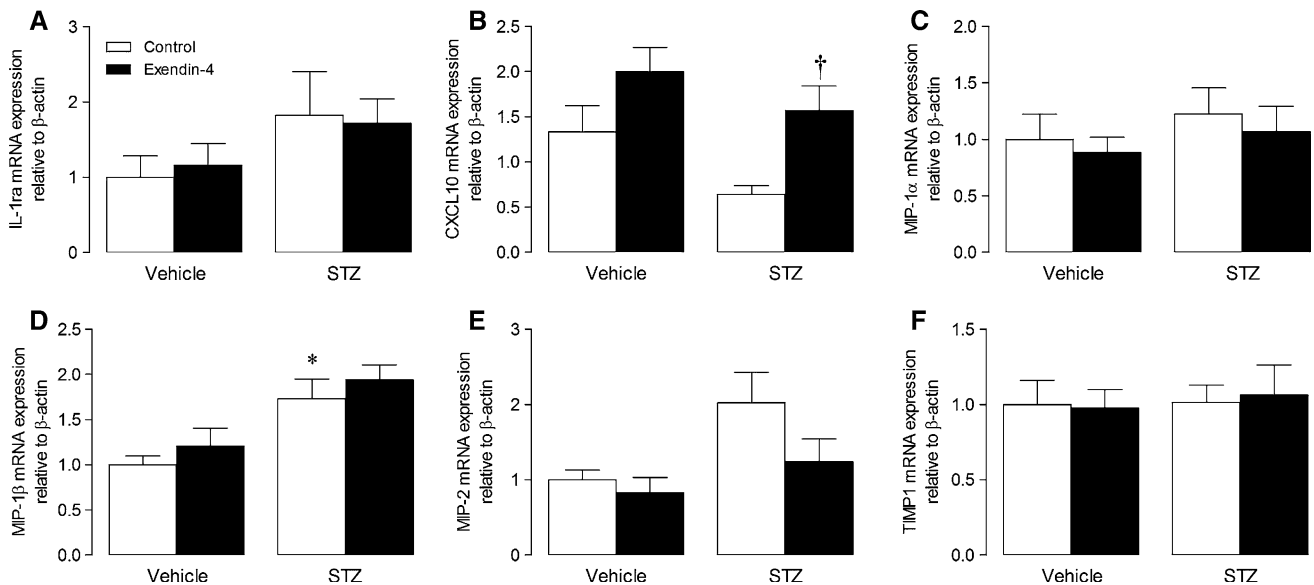 A
IL-1ra mRNA expression
relative to β-actin
3
2
1
0
Control
Exendin-4
Vehicle
STZ
B
CXCL10 mRNA expression
relative to β-actin
2.5
2.0
1.5
1.0
0.5
0.0
†
Vehicle
STZ
C
MIP-1α mRNA expression
relative to β-actin
2.0
1.5
1.0
0.5
0.0
Vehicle
STZ
D
MIP-1β mRNA expression
relative to β-actin
2.5
2.0
1.5
1.0
0.5
0.0
*
Vehicle
STZ
E
MIP-2 mRNA expression
relative to β-actin
3
2
1
0
Vehicle
STZ
F
TIMP1 mRNA expression
relative to β-actin
1.5
1.0
0.5
0.0
Vehicle
STZ